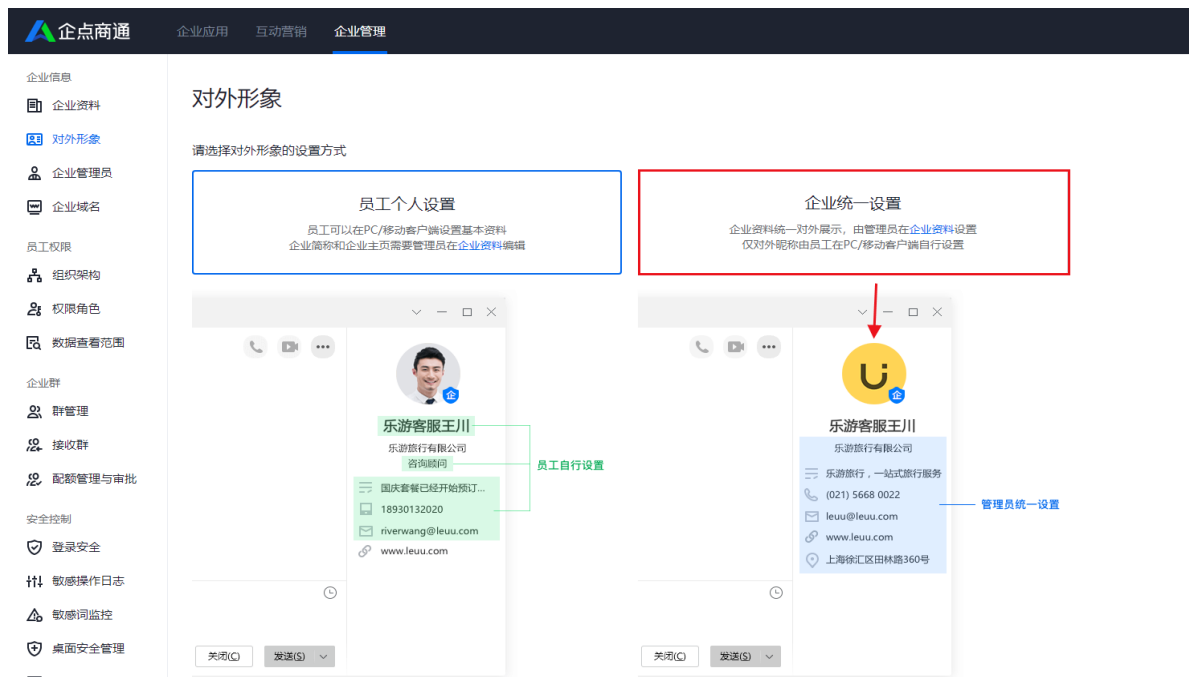 企点商通
企业应用
互动营销
企业管理
企业信息
企业资料
对外形象
企业管理员
企业域名
员工权限
组织架构
权限角色
数据查看范围
企业群
群管理
接收群
配额管理与审批
安全控制
登录安全
敏感操作日志
敏感词监控
桌面安全管理
对外形象
请选择对外形象的设置方式
员工个人设置
员工可以在PC/移动客户端设置基本资料
企业简称和企业主页需要管理员在企业资料编辑
企业统一设置
企业资料统一对外展示，由管理员在企业资料设置
仅对外昵称由员工在PC/移动客户端自行设置
企
乐游客服王川
乐游旅行有限公司
咨询顾问
国庆套餐已经开始预订...
18930132020
riverwang@leuu.com
www.leuu.com
员工自行设置
关闭(C)
发送(S)
企
乐游客服王川
乐游旅行有限公司
乐游旅行，一站式旅行服务
(021) 5668 0022
leuu@leuu.com
www.leuu.com
上海徐汇区田林路360号
管理员统一设置
关闭(C)
发送(S)